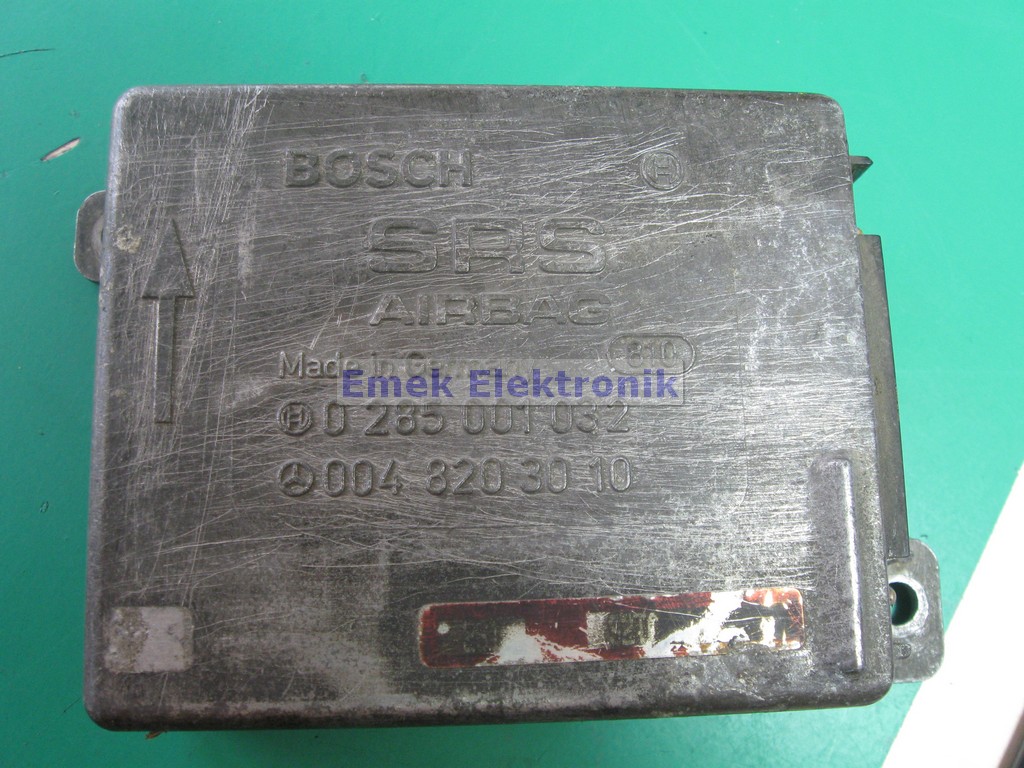 BOSCH
SRS
AIRBAG
Made in Germany 810
Emek Elektronik
0 285 001 032
004 820 30 10